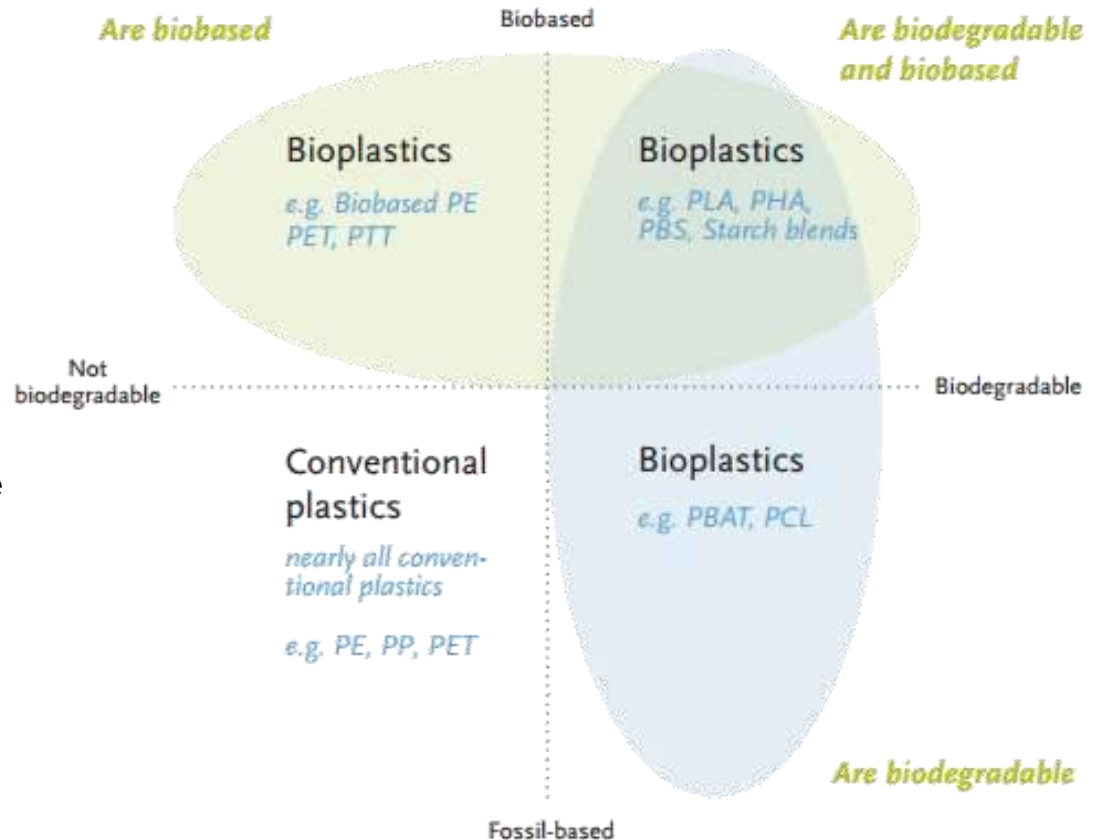 Are biobased
Biobased
Are biodegradable
and biobased
Bioplastics
e.g. Biobased PE
PET, PTT
Bioplastics
e.g. PLA, PHA,
PBS, Starch blends
Not
biodegradable
Biodegradable
Conventional
plastics
nearly all conven-
tional plastics
e.g. PE, PP, PET
Bioplastics
e.g. PBAT, PCL
Are biodegradable
Fossil-based